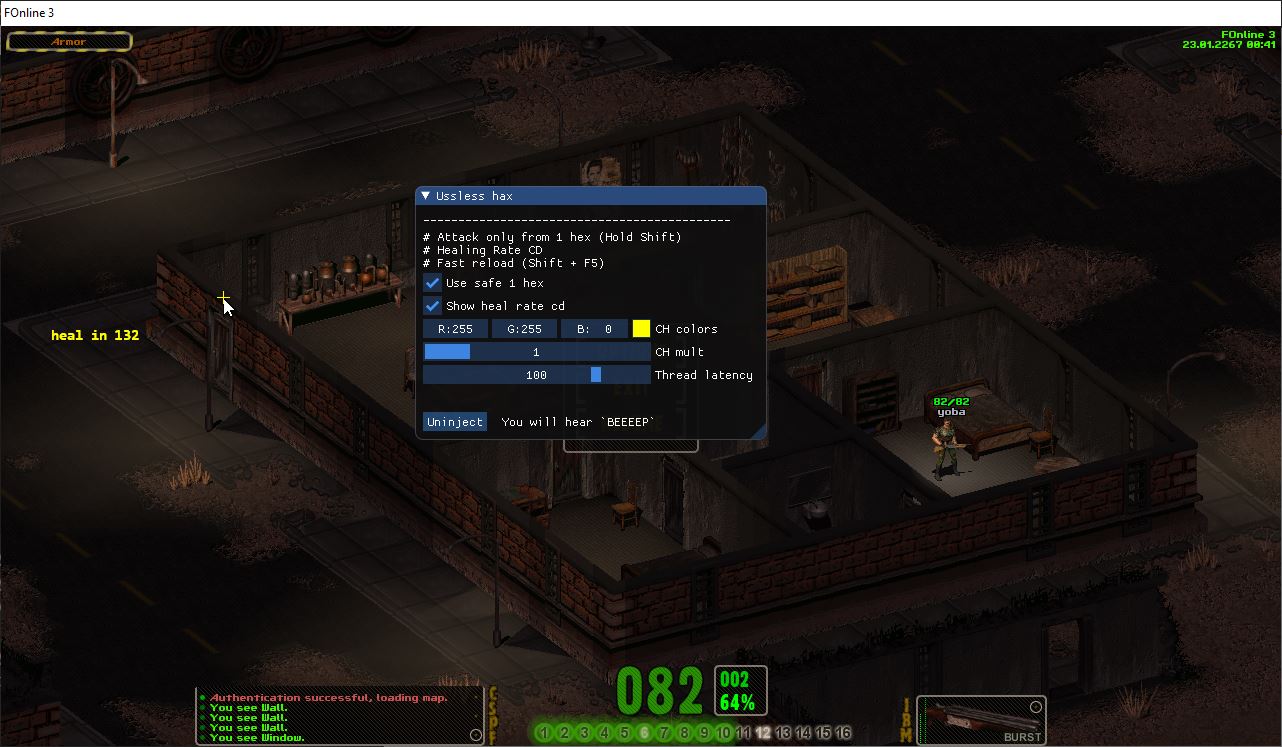 FOnline 3
Armor
FOnline 3
23.01.2267 00:41
Ussless hax
--------------------------------------------
# Attack only from 1 hex (Hold Shift)
# Healing Rate CD
# Fast reload (Shift + F5)
Use safe 1 hex
Show heal rate cd
R:255 G:255 B: 0 CH colors
1 CH mult
100 Thread latency
Uninject You will hear `BEEEEP`
heal in 132
82/82
yoba
Authentication successful, loading map.
You see Wall.
You see Wall.
You see Wall.
You see Window.
CSPF
082
002
64%
1 2 3 4 5 6 7 8 9 10 11 12 13 14 15 16
IBM
BURST